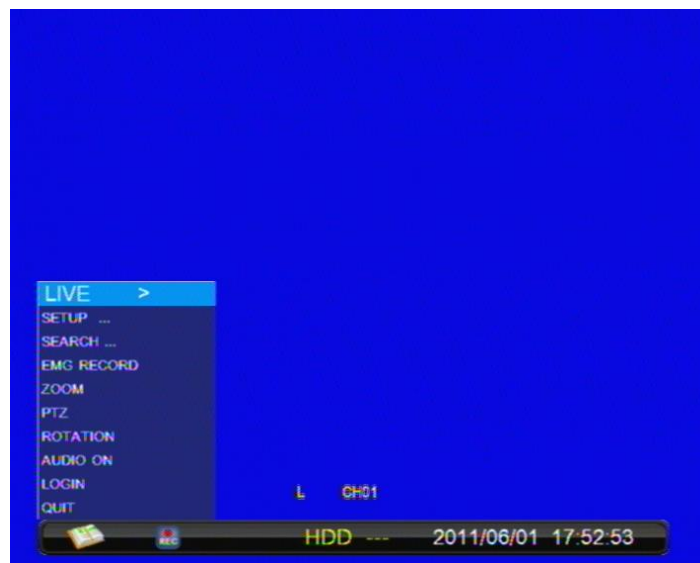 LIVE >
SETUP ...
SEARCH ...
EMG RECORD
ZOOM
PTZ
ROTATION
AUDIO ON
LOGIN
QUIT
L CH01
REC HDD --- 2011/06/01 17:52:53